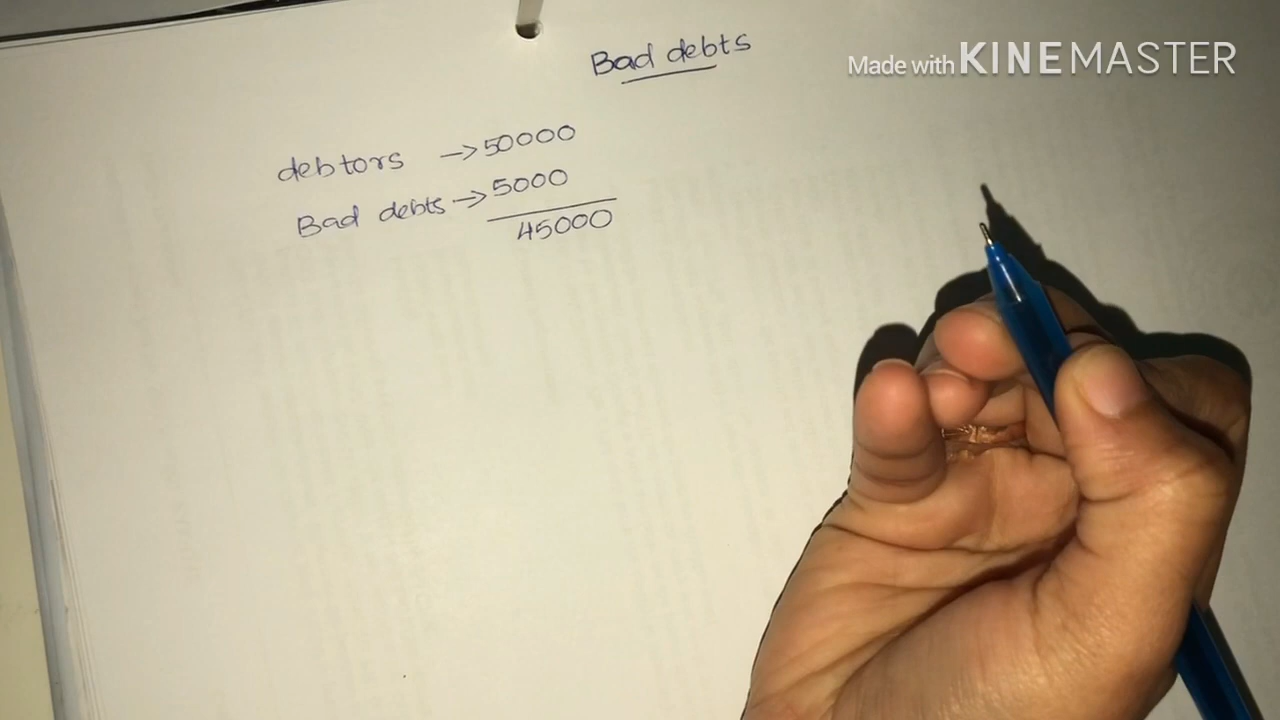 Bad debts
Made with KINEMASTER
debtors → 50000
Bad debts → 5000
45000